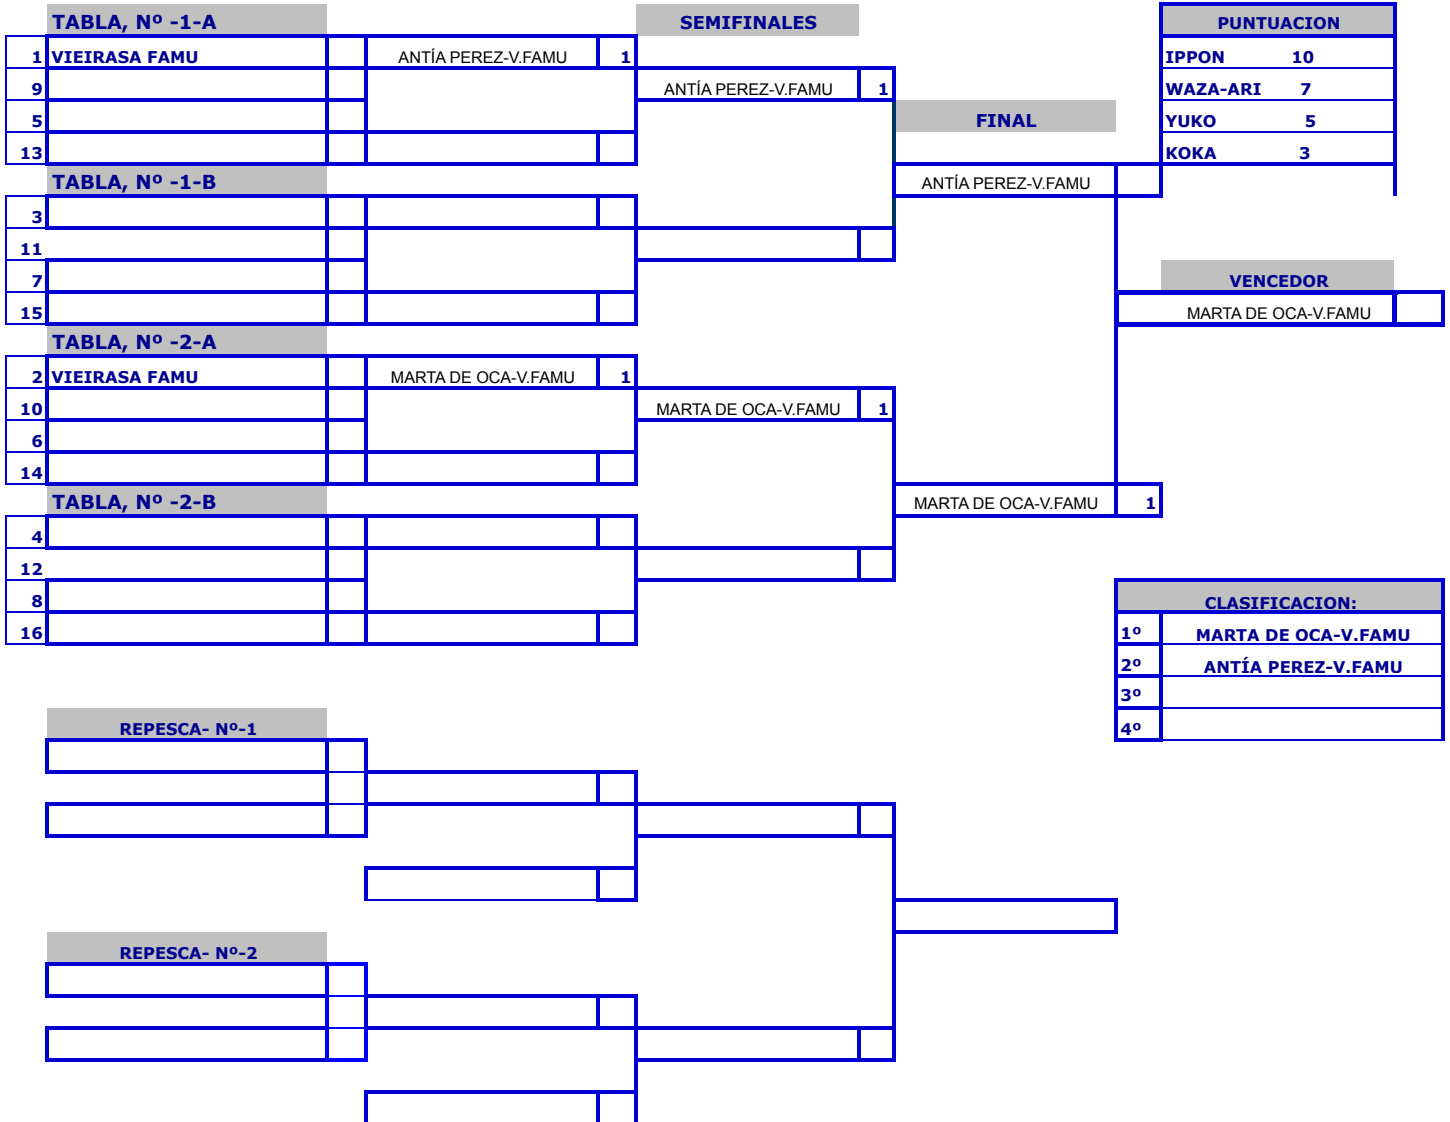 TABLA, Nº -1-A SEMIFINALES PUNTUACION
1 VIEIRASA FAMU ANTÍA PEREZ-V.FAMU 1 IPPON 10
9 ANTÍA PEREZ-V.FAMU 1 WAZA-ARI 7
5 FINAL YUKO 5
13 KOKA 3
TABLA, Nº -1-B ANTÍA PEREZ-V.FAMU
3
11
7 VENCEDOR
15 MARTA DE OCA-V.FAMU
TABLA, Nº -2-A
2 VIEIRASA FAMU MARTA DE OCA-V.FAMU 1
10 MARTA DE OCA-V.FAMU 1
6
14
TABLA, Nº -2-B MARTA DE OCA-V.FAMU 1
4
12
8 CLASIFICACION:
16 1º MARTA DE OCA-V.FAMU
2º ANTÍA PEREZ-V.FAMU
3º
REPESCA- Nº-1 4º
REPESCA- Nº-2